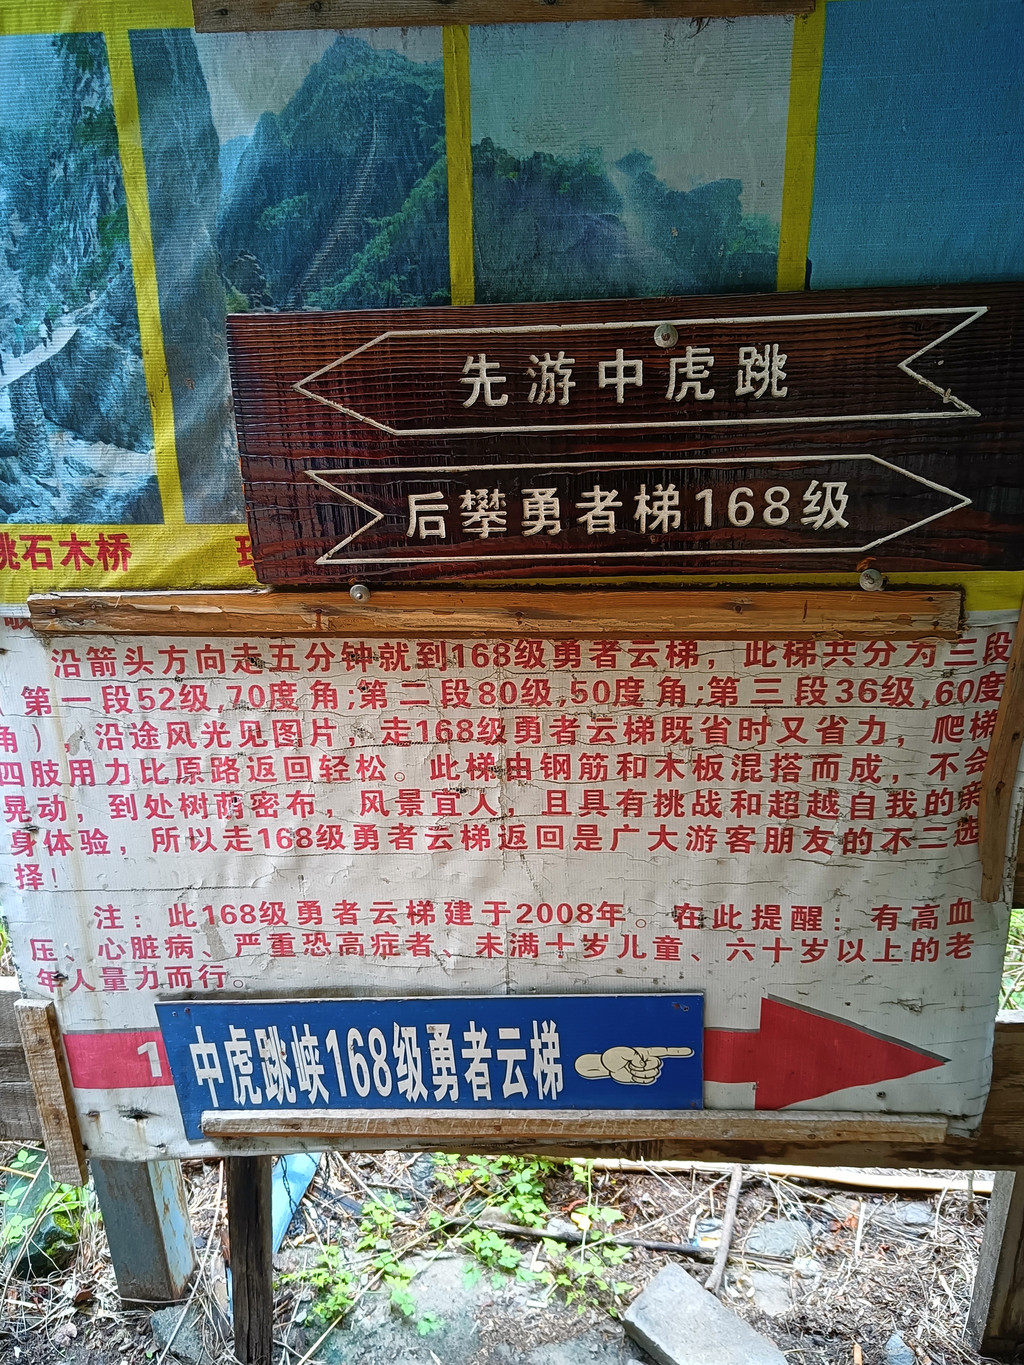 先游中虎跳
后攀勇者梯168级
跳石木桥
沿箭头方向走五分钟就到168级勇者云梯，此梯共分为三段
（第一段52级,70度角;第二段80级,50度角;第三段36级,60度
角），沿途风光见图片，走168级勇者云梯既省时又省力，爬梯
四肢用力比原路返回轻松。此梯由钢筋和木板混搭而成，不会
晃动，到处树荫密布，风景宜人，且具有挑战和超越自我的亲
身体验，所以走168级勇者云梯返回是广大游客朋友的不二选
择！
注：此168级勇者云梯建于2008年。在此提醒：有高血
压、心脏病、严重恐高症者、未满十岁儿童、六十岁以上的老
年人量力而行。
1
中虎跳峡168级勇者云梯